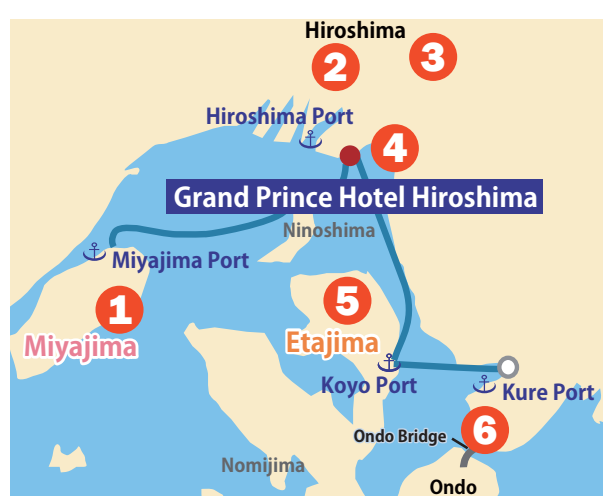 Hiroshima
3
2
Hiroshima Port
4
Grand Prince Hotel Hiroshima
Ninoshima
Miyajima Port
1
5
Miyajima
Etajima
Koyo Port
Kure Port
6
Ondo Bridge
Nomijima
Ondo